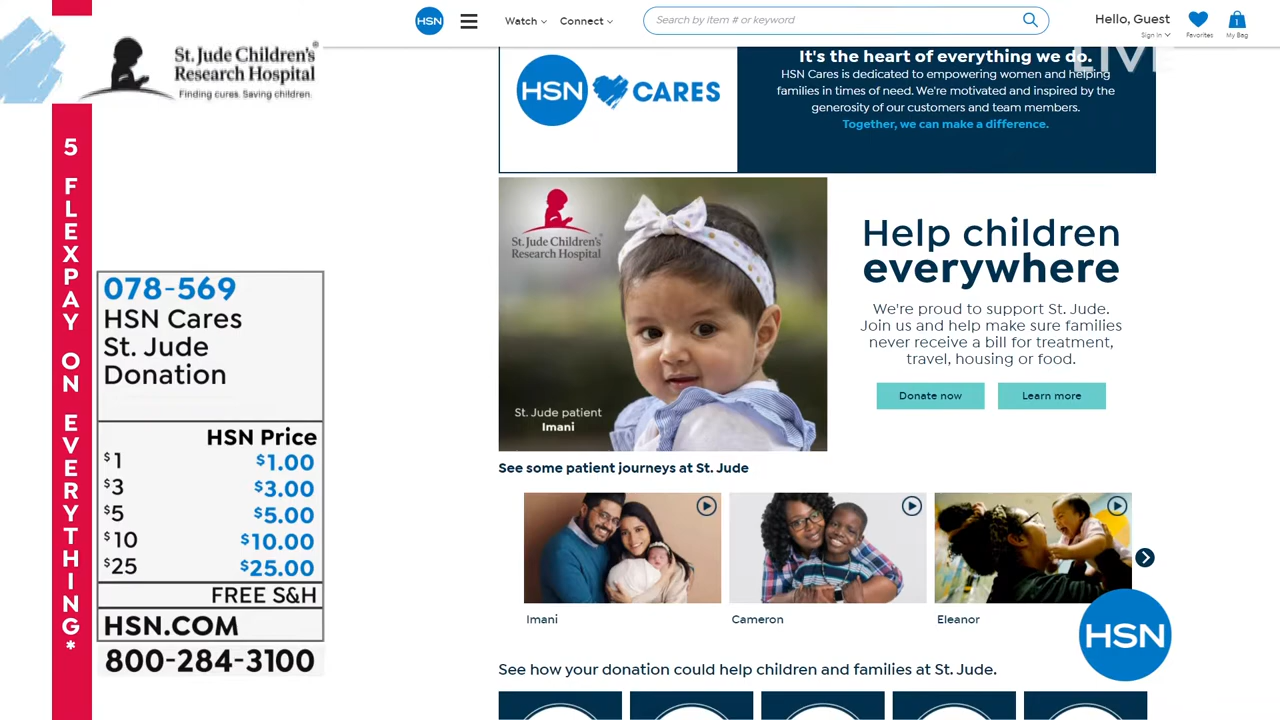 HSN
Watch
Connect
Search by item # or keyword
Hello, Guest
Sign in
Favorites
1
My Bag
LIVE
St. Jude Children's
Research Hospital
Finding cures. Saving children.
5 FLEXPAY ON EVERYTHING*
078-569
HSN Cares
St. Jude
Donation
HSN Price
$1 $1.00
$3 $3.00
$5 $5.00
$10 $10.00
$25 $25.00
FREE S&H
HSN.COM
800-284-3100
HSN CARES
It's the heart of everything we do.
HSN Cares is dedicated to empowering women and helping
families in times of need. We're motivated and inspired by the
generosity of our customers and team members.
Together, we can make a difference.
St. Jude Children's
Research Hospital
St. Jude patient
Imani
Help children
everywhere
We're proud to support St. Jude.
Join us and help make sure families
never receive a bill for treatment,
travel, housing or food.
Donate now
Learn more
See some patient journeys at St. Jude
Imani
Cameron
Eleanor
HSN
See how your donation could help children and families at St. Jude.